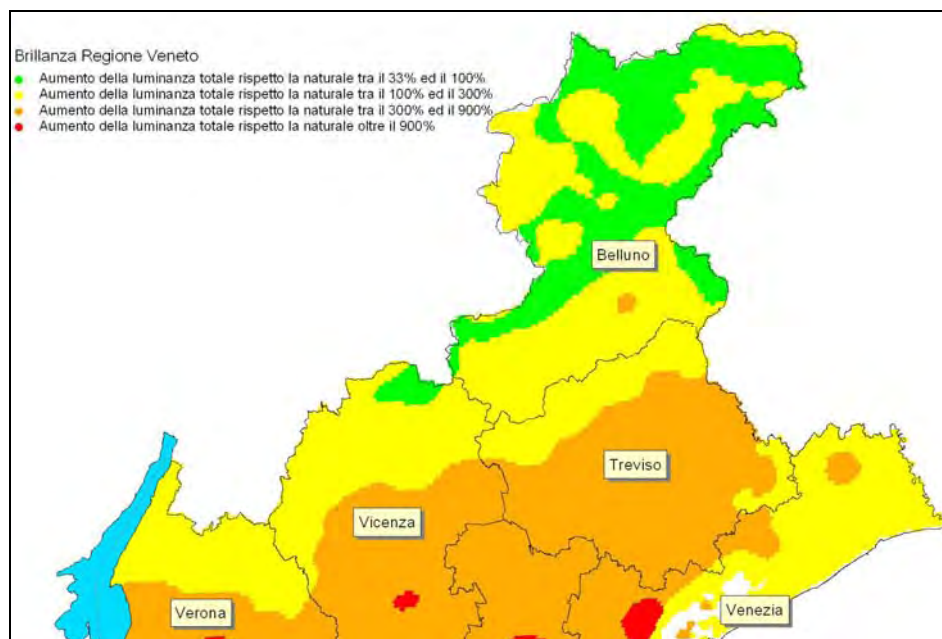 Brillanza Regione Veneto
Aumento della luminanza totale rispetto la naturale tra il 33% ed il 100%
Aumento della luminanza totale rispetto la naturale tra il 100% ed il 300%
Aumento della luminanza totale rispetto la naturale tra il 300% ed il 900%
Aumento della luminanza totale rispetto la naturale oltre il 900%
Belluno
Treviso
Vicenza
Verona
Venezia